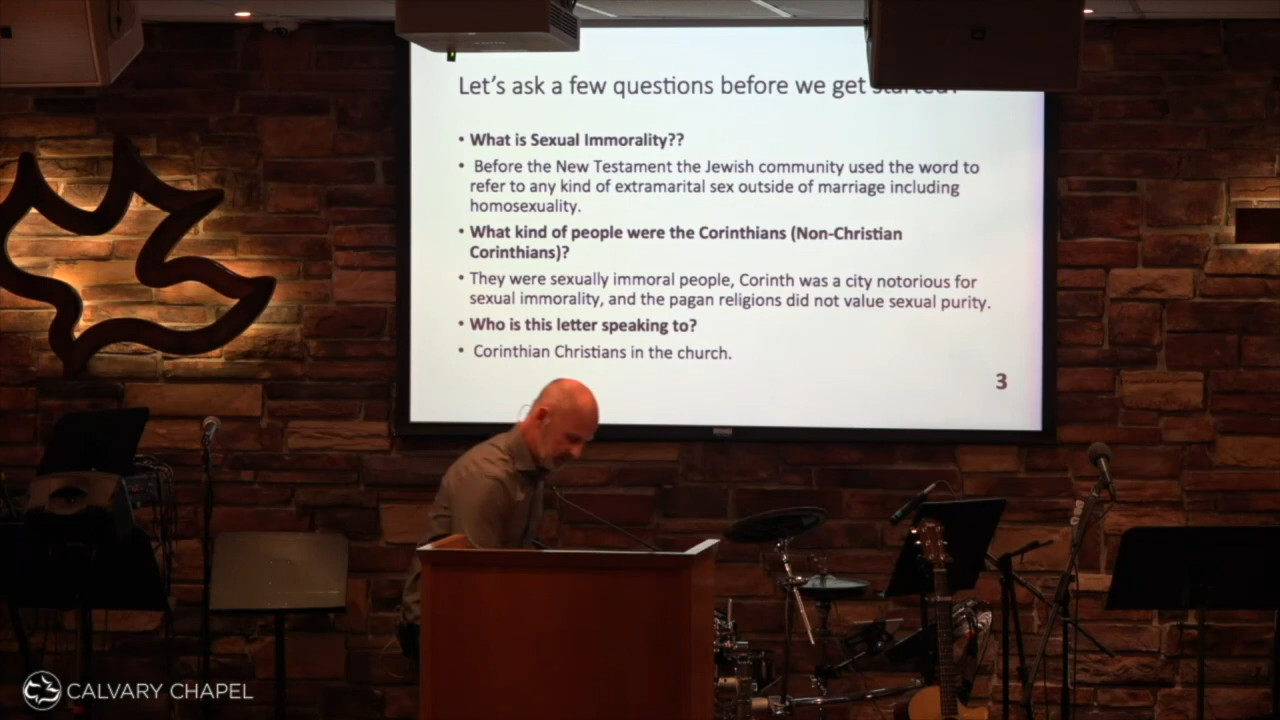 Let's ask a few questions before we get
• What is Sexual Immorality??
• Before the New Testament the Jewish community used the word to
refer to any kind of extramarital sex outside of marriage including
homosexuality.
• What kind of people were the Corinthians (Non-Christian
Corinthians)?
• They were sexually immoral people, Corinth was a city notorious for
sexual immorality, and the pagan religions did not value sexual purity.
• Who is this letter speaking to?
• Corinthian Christians in the church.
3
CALVARY CHAPEL